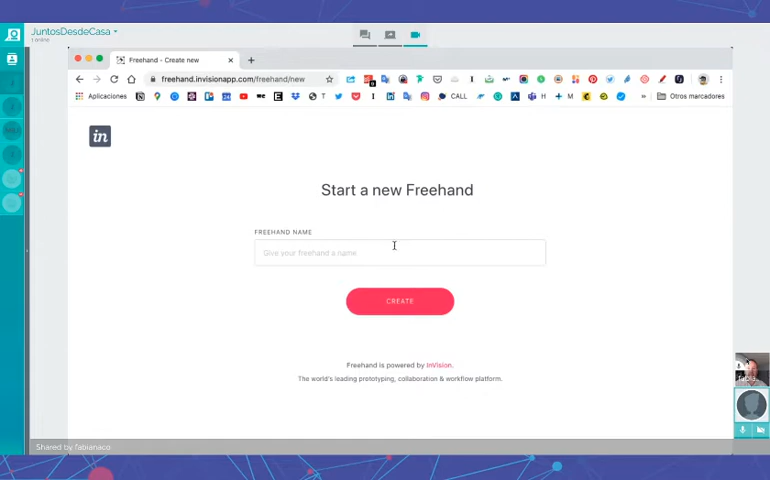 JuntosDesdeCasa
1 online
Freehand - Create new
freehand.invisionapp.com/freehand/new
Aplicaciones
T
CALL
H
M
Otros marcadores
in
Start a new Freehand
FREEHAND NAME
Give your freehand a name
CREATE
Freehand is powered by InVision.
The world's leading prototyping, collaboration & workflow platform.
Shared by fabianaco